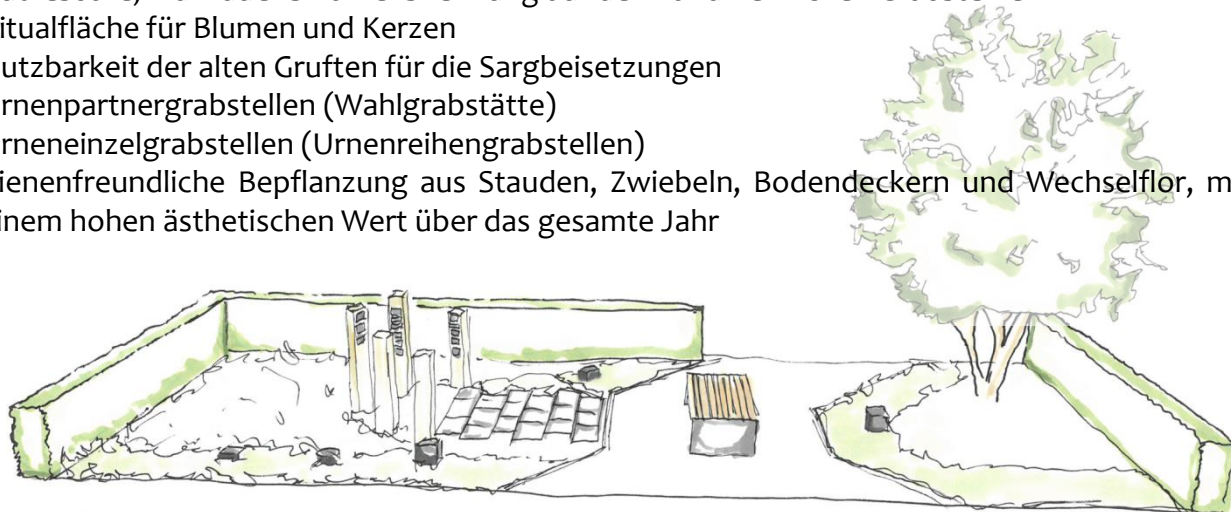 itualfläche für Blumen und Kerzen
utzbarkeit der alten Gruften für die Sargbeisetzungen
rnenpartnergrabstellen (Wahlgrabstätte)
rneneinzelgrabstellen (Urnenreihengrabstellen)
ienenfreundliche Bepflanzung aus Stauden, Zwiebeln, Bodendeckern und Wechselflor, m
inem hohen ästhetischen Wert über das gesamte Jahr